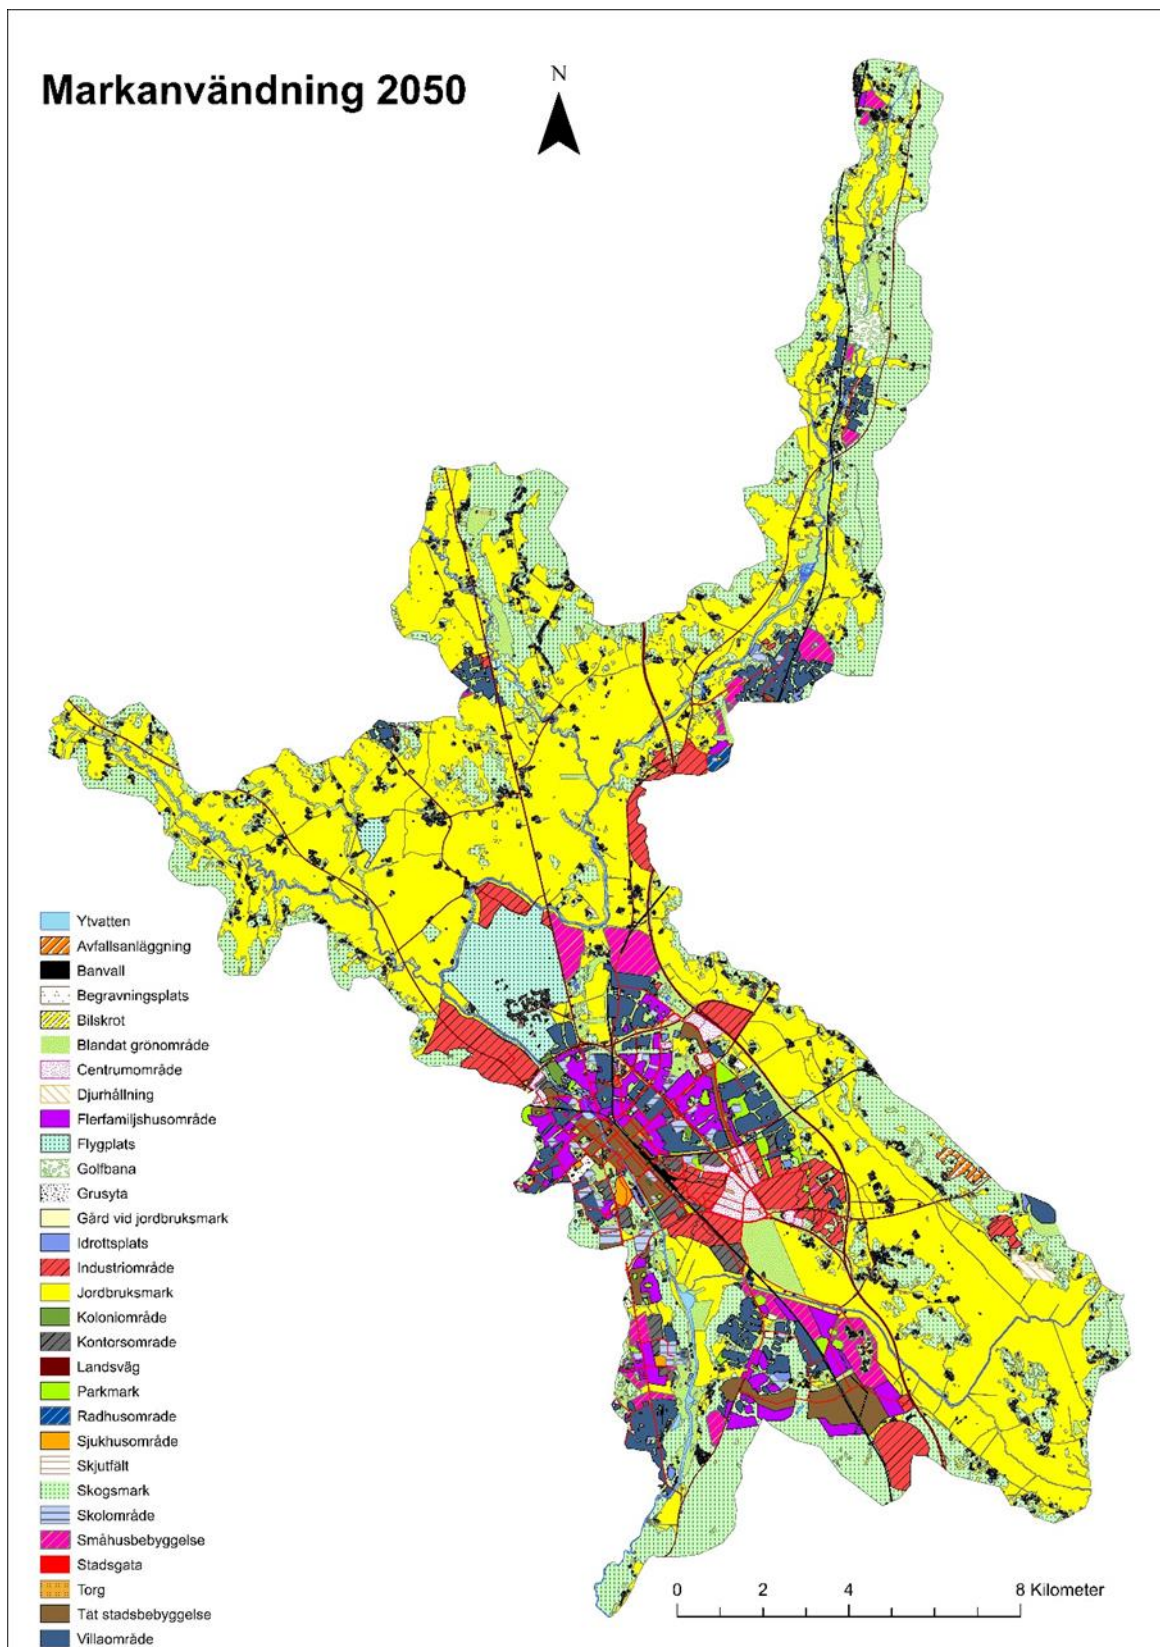 Markanvändning 2050
N
Ytvatten
Avfallsanläggning
Banvall
Begravningsplats
Bilskrot
Blandat grönområde
Centrumområde
Djurhållning
Flerfamiljshusområde
Flygplats
Golfbana
Grusyta
Gård vid jordbruksmark
Idrottsplats
Industriområde
Jordbruksmark
Koloniområde
Kontorsomrade
Landsväg
Parkmark
Radhusomrade
Sjukhusområde
Skjutfält
Skogsmark
Skolområde
Småhusbebyggelse
Stadsgata
Torg
Tät stadsbebyggelse
Villaområde
0 2 4 8 Kilometer